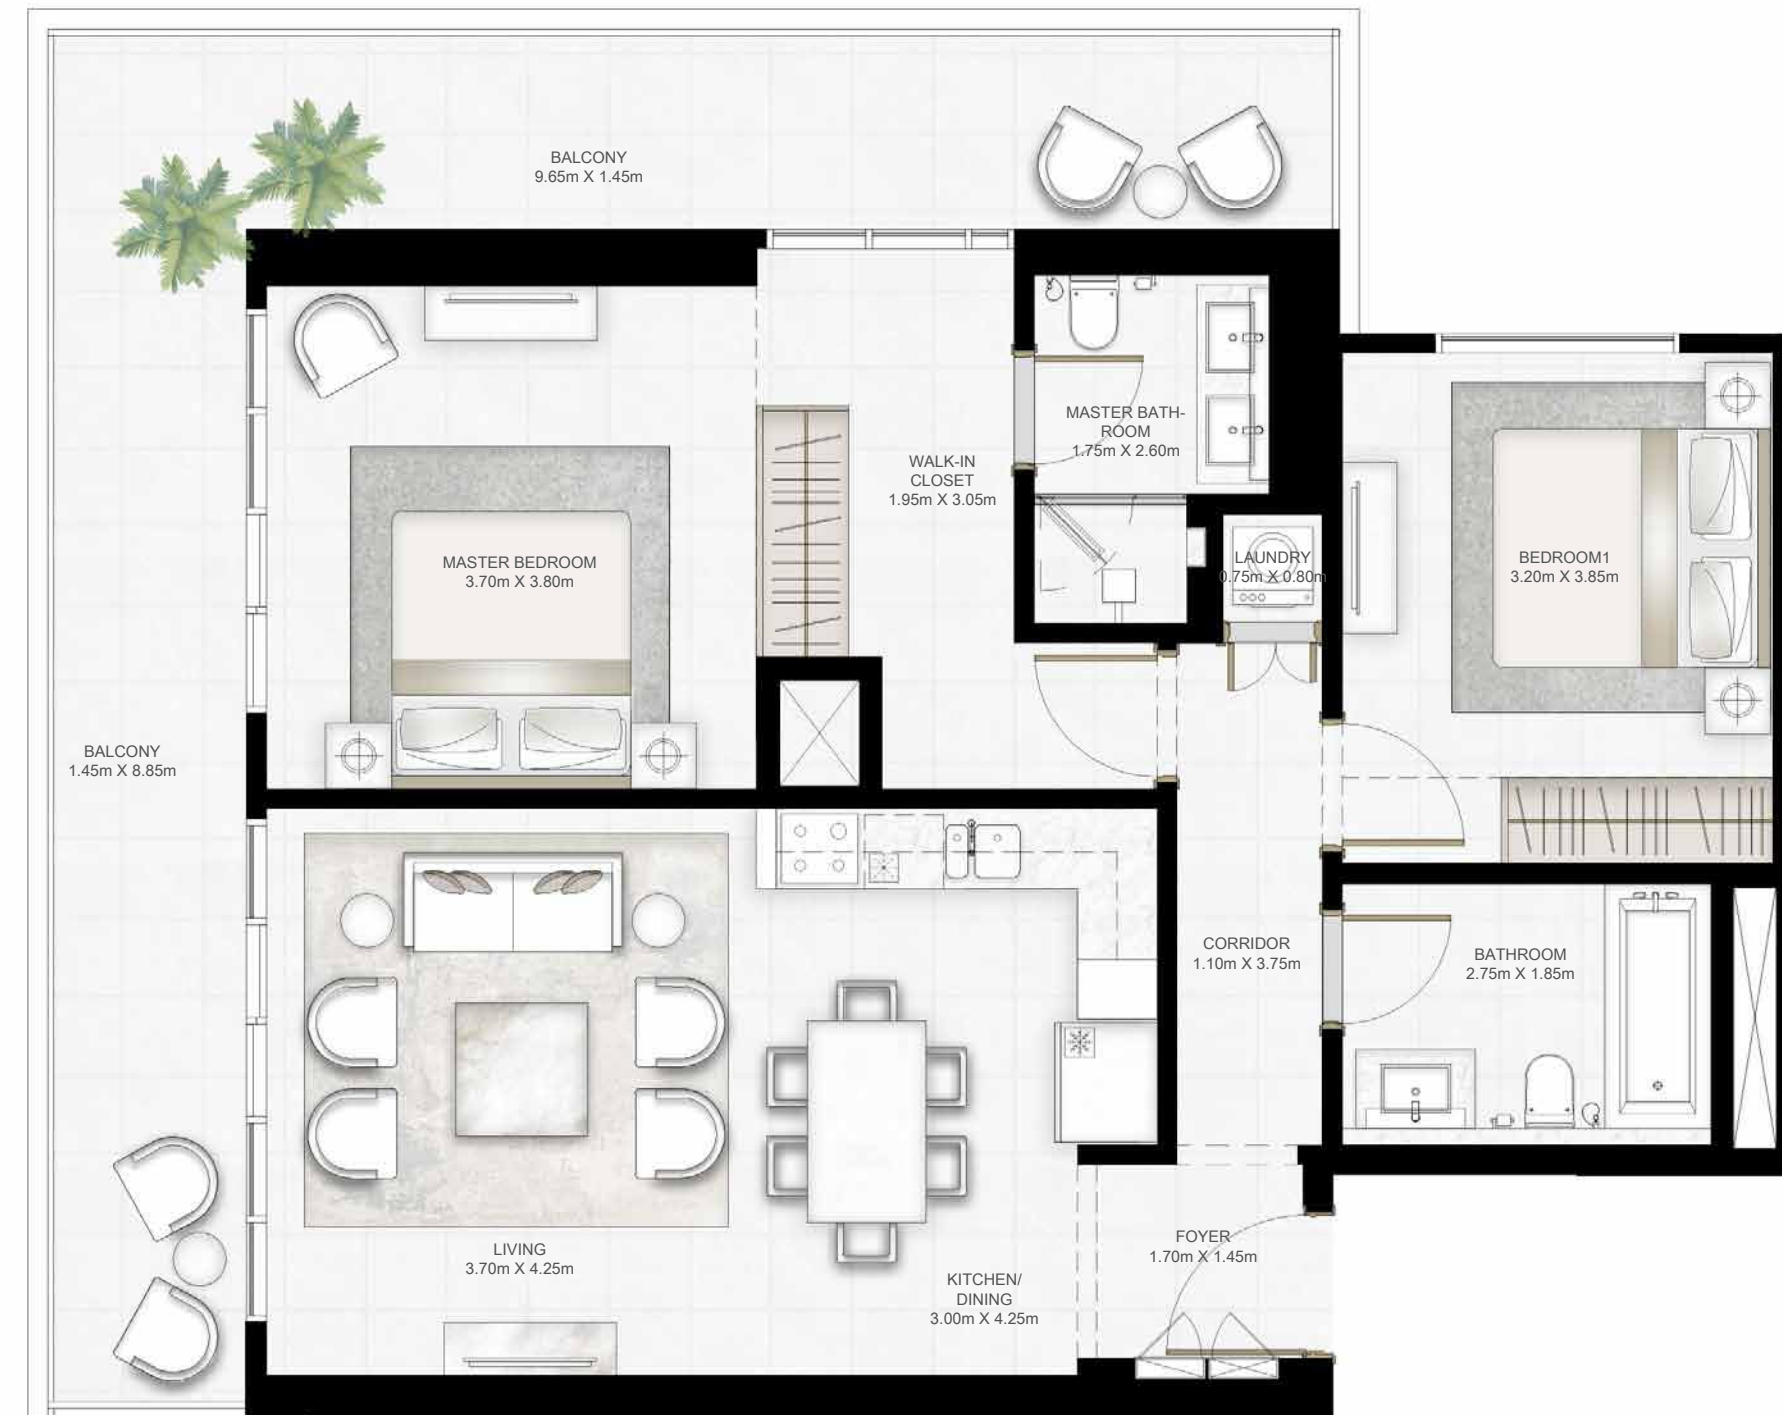 BALCONY
9.65m X 1.45m
MASTER BATH-
ROOM
1.75m X 2.60m
WALK-IN
CLOSET
1.95m X 3.05m
MASTER BEDROOM
3.70m X 3.80m
LAUNDRY
0.75m X 0.80m
BEDROOM1
3.20m X 3.85m
BALCONY
1.45m X 8.85m
CORRIDOR
1.10m X 3.75m
BATHROOM
2.75m X 1.85m
LIVING
3.70m X 4.25m
KITCHEN/
DINING
3.00m X 4.25m
FOYER
1.70m X 1.45m